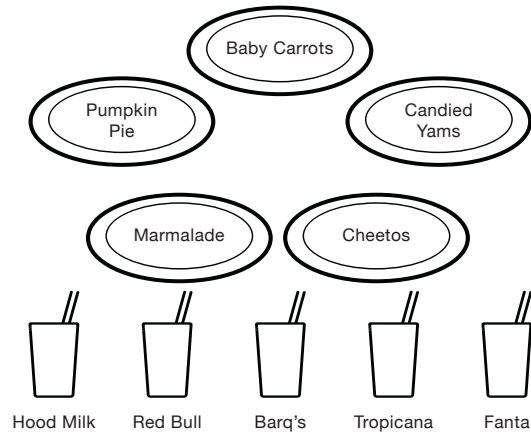 Baby Carrots
Pumpkin
Pie
Candied
Yams
Marmalade
Cheetos
Hood Milk
Red Bull
Barq's
Tropicana
Fanta